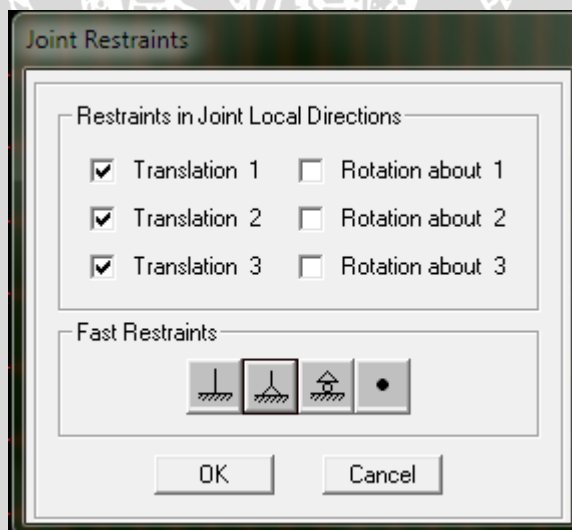 Joint Restraints
Restraints in Joint Local Directions
Translation 1 Rotation about 1
Translation 2 Rotation about 2
Translation 3 Rotation about 3
Fast Restraints
OK Cancel